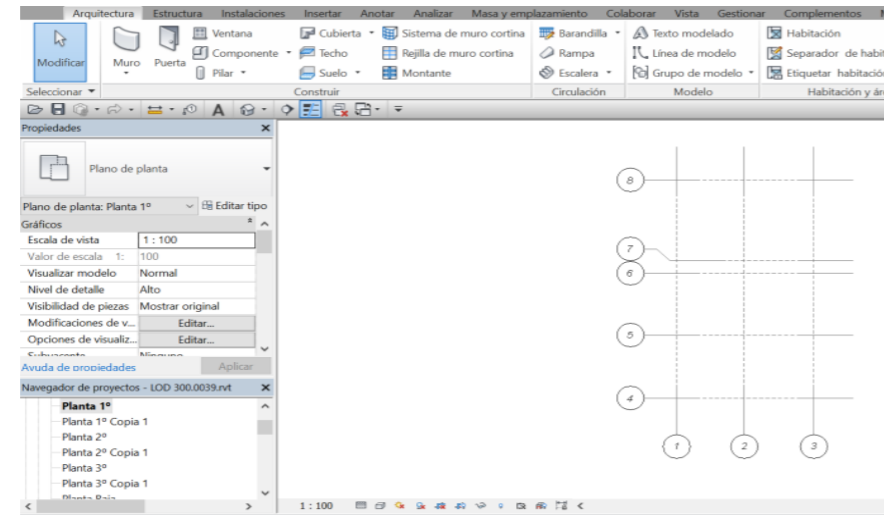 Arquitectura Estructura Instalaciones Insertar Anotar Analizar Masa y emplazamiento Colaborar Vista Gestionar Complementos
Modificar
Muro
Puerta
Ventana
Componente
Pilar
Cubierta
Techo
Suelo
Sistema de muro cortina
Rejilla de muro cortina
Montante
Barandilla
Rampa
Escalera
Texto modelado
Línea de modelo
Grupo de modelo
Habitación
Separador de habit
Etiquetar habitación
Seleccionar Construir Circulación Modelo Habitación y ár
Propiedades
Plano de planta
Plano de planta: Planta 1º Editar tipo
Gráficos
Escala de vista 1 : 100
Valor de escala 1: 100
Visualizar modelo Normal
Nivel de detalle Alto
Visibilidad de piezas Mostrar original
Modificaciones de v... Editar...
Opciones de visualiz... Editar...
Subyacente Ninguno
Ayuda de propiedades Aplicar
Navegador de proyectos - LOD 300.0039.rvt
Planta 1º
Planta 1º Copia 1
Planta 2º
Planta 2º Copia 1
Planta 3º
Planta 3º Copia 1
Planta Baja
8
7
6
5
4
1 2 3
1 : 100